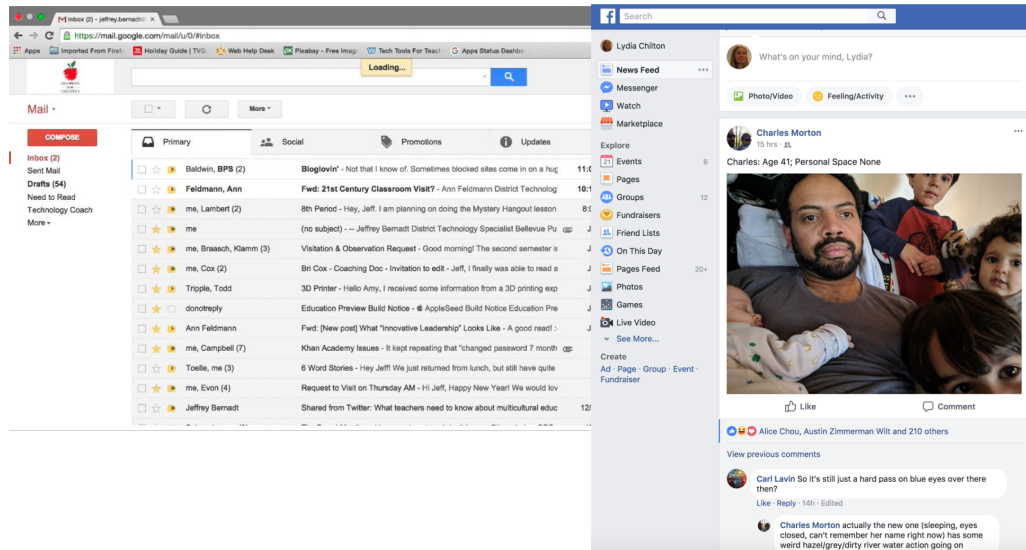 Inbox (2) - jeffrey.bernadt@
https://mail.google.com/mail/u/0/#inbox
Apps Imported From Firef Holiday Guide | TVG Web Help Desk Pixabay - Free Image Tech Tools For Teach Apps Status Dashbo
Loading...
Mail
More
COMPOSE
Inbox (2)
Sent Mail
Drafts (54)
Need to Read
Technology Coach
More
Primary Social Promotions Updates
Baldwin, BPS (2) Bloglovin' - Not that I know of. Sometimes blocked sites come in on a hug 11:0
Feldmann, Ann Fwd: 21st Century Classroom Visit? - Ann Feldmann District Technolog 10:1
me, Lambert (2) 8th Period - Hey, Jeff. I am planning on doing the Mystery Hangout lesson 8:0
me (no subject) - -- Jeffrey Bernadt District Technology Specialist Bellevue Pu J
me, Braasch, Klamm (3) Visitation & Observation Request - Good morning! The second semester is J
me, Cox (2) Bri Cox - Coaching Doc - Invitation to edit - Jeff, I finally was able to read a J
Tripple, Todd 3D Printer - Hello Amy, I received some information from a 3D printing exp J
donotreply Education Preview Build Notice - AppleSeed Build Notice Education Pre J
Ann Feldmann Fwd: [New post] What "Innovative Leadership" Looks Like - A good read! : J
me, Campbell (7) Khan Academy Issues - It kept repeating that "changed password 7 month J
Toelle, me (3) 6 Word Stories - Hey Jeff! We just returned from lunch, but still have quite J
me, Evon (4) Request to Visit on Thursday AM - Hi Jeff, Happy New Year! We would lov J
Jeffrey Bernadt Shared from Twitter: What teachers need to know about multicultural educ 12/
Search
Lydia Chilton
News Feed
Messenger
Watch
Marketplace
Explore
Events 6
Pages
Groups 12
Fundraisers
Friend Lists
On This Day
Pages Feed 20+
Photos
Games
Live Video
See More...
Create
Ad · Page · Group · Event ·
Fundraiser
What's on your mind, Lydia?
Photo/Video Feeling/Activity
Charles Morton
15 hrs ·
Charles: Age 41; Personal Space None
Like Comment
Alice Chou, Austin Zimmerman Wilt and 210 others
View previous comments
Carl Lavin So it's still just a hard pass on blue eyes over there
then?
Like · Reply · 14h · Edited
Charles Morton actually the new one (sleeping, eyes
closed, can't remember her name right now) has some
weird hazel/grey/dirty river water action going on